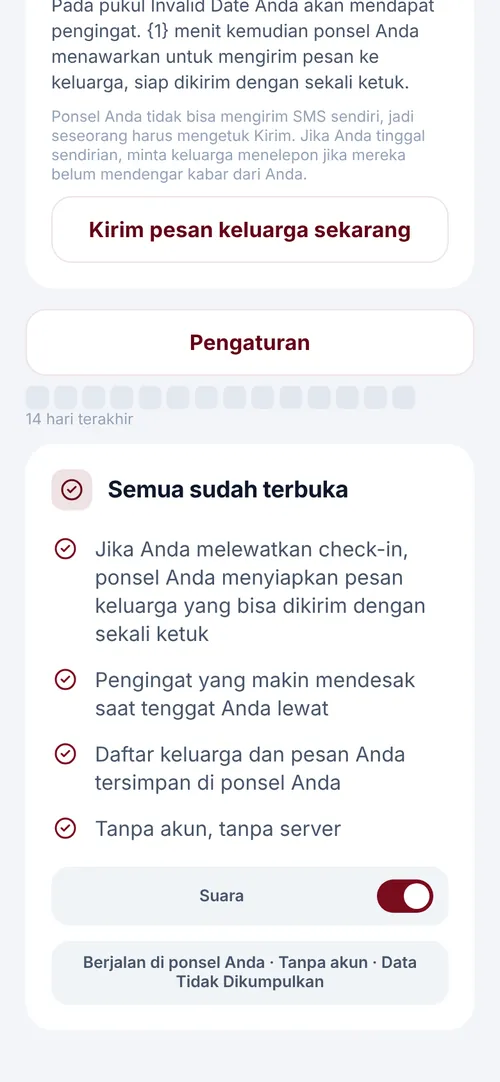 Pada pukul Invalid Date Anda akan mendapat
pengingat. {1} menit kemudian ponsel Anda
menawarkan untuk mengirim pesan ke
keluarga, siap dikirim dengan sekali ketuk.
Ponsel Anda tidak bisa mengirim SMS sendiri, jadi
seseorang harus mengetuk Kirim. Jika Anda tinggal
sendirian, minta keluarga menelepon jika mereka
belum mendengar kabar dari Anda.
Kirim pesan keluarga sekarang
Pengaturan
14 hari terakhir
Semua sudah terbuka
Jika Anda melewatkan check-in,
ponsel Anda menyiapkan pesan
keluarga yang bisa dikirim dengan
sekali ketuk
Pengingat yang makin mendesak
saat tenggat Anda lewat
Daftar keluarga dan pesan Anda
tersimpan di ponsel Anda
Tanpa akun, tanpa server
Suara
Berjalan di ponsel Anda · Tanpa akun · Data
Tidak Dikumpulkan